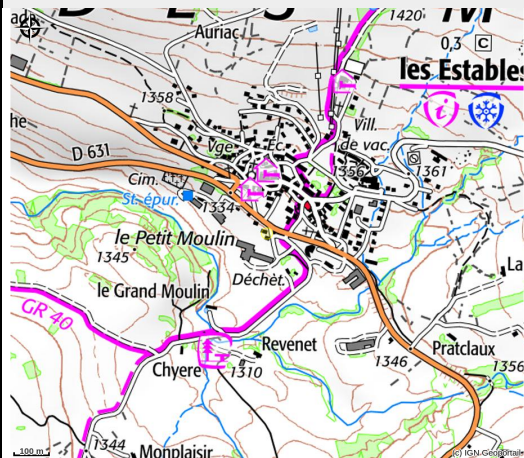 D E S M
1420
Auriac
0,3 C
les Estables
1358
i
he
Vge
EC.
Vill.
de vac.
D 631
1356
1361
Cim.
St. épur.
1334
le Petit Moulin
1345
Déchèt.
La
le Grand Moulin
GR 40
Revenet
1346
Pratclaux
Chyere
1310
1356
1344
Monplaisir
100 m
(c) IGN Geoportail